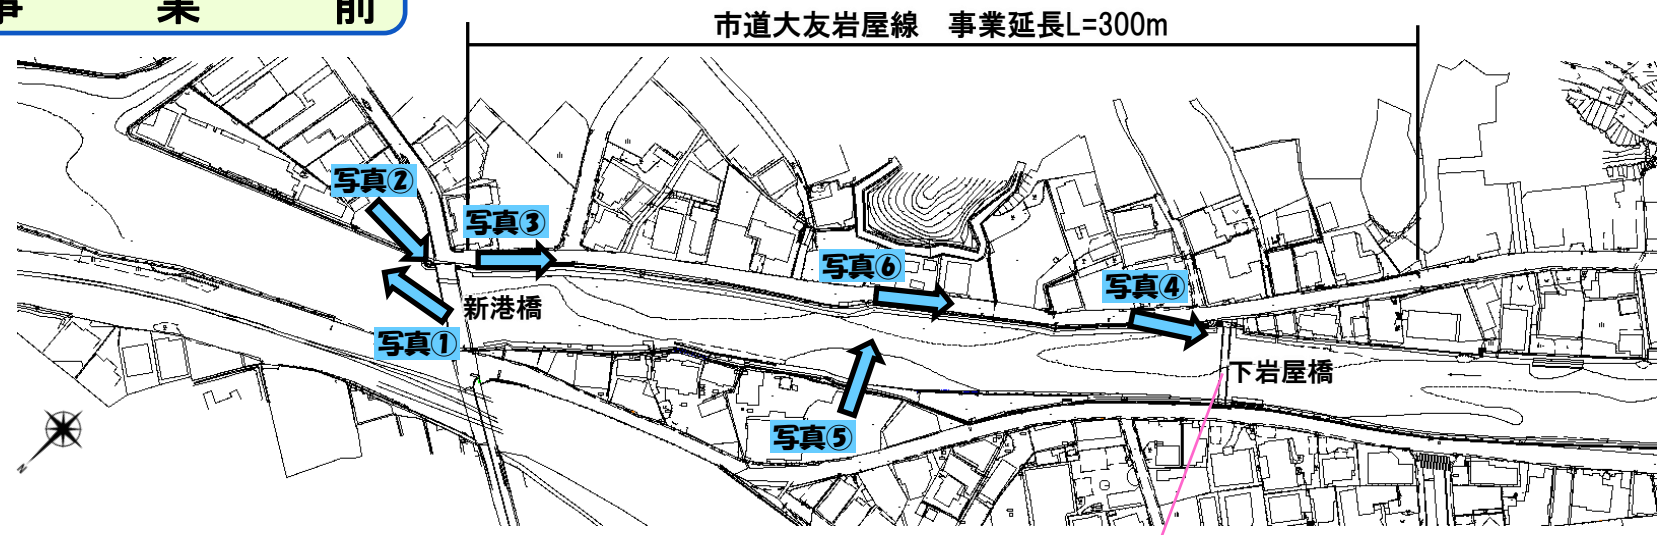 事　業　前
市道大友岩屋線　事業延長L=300m
写真②
写真③
写真⑥
写真④
新港橋
写真①
下岩屋橋
写真⑤
N